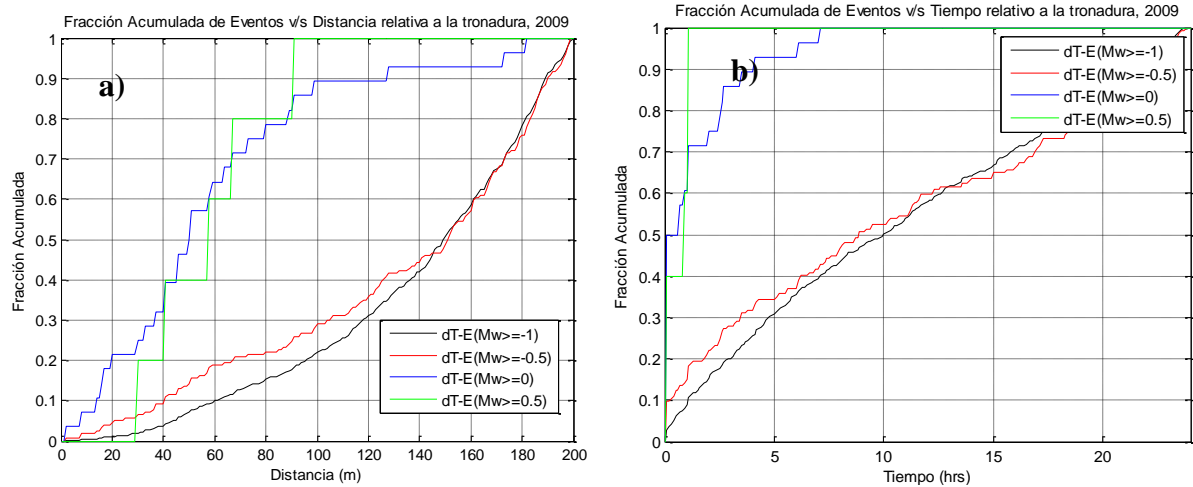 Fracción Acumulada de Eventos v/s Distancia relativa a la tronadura, 2009
a)
1
0.9
0.8
0.7
0.6
0.5
0.4
0.3
0.2
0.1
0
Fracción Acumulado
dT-E(Mw>=-1)
dT-E(Mw>=-0.5)
dT-E(Mw>=0)
dT-E(Mw>=0.5)
0 20 40 60 80 100 120 140 160 180 200
Distancia (m)
Fracción Acumulada de Eventos v/s Tiempo relativo a la tronadura, 2009
b)
1
0.9
0.8
0.7
0.6
0.5
0.4
0.3
0.2
0.1
0
Fracción Acumulado
dT-E(Mw>=-1)
dT-E(Mw>=-0.5)
dT-E(Mw>=0)
dT-E(Mw>=0.5)
0 5 10 15 20
Tiempo (hrs)